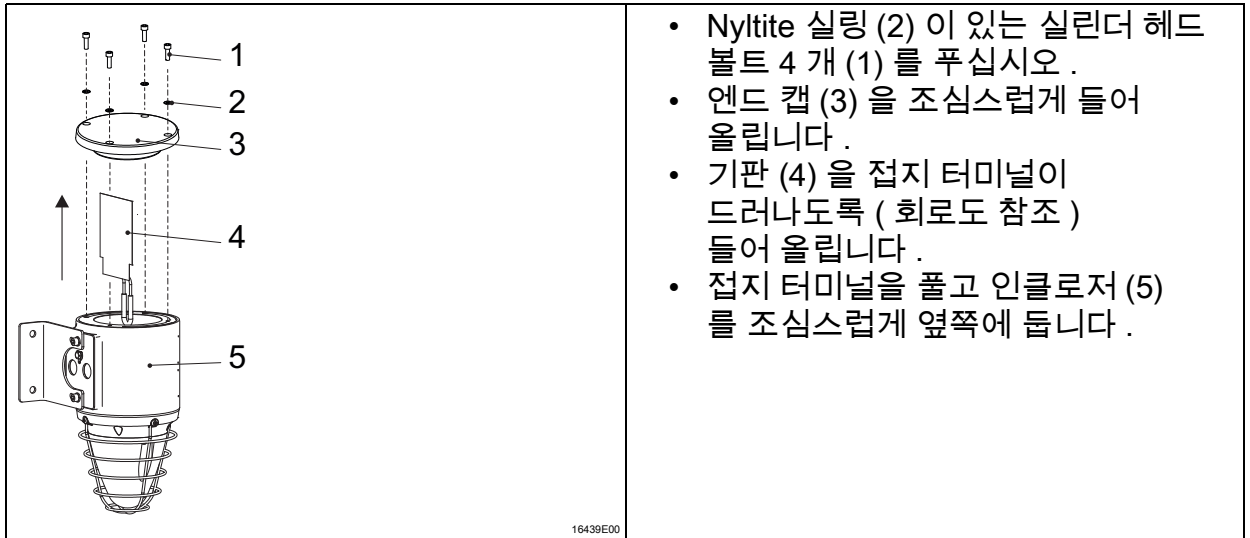 1
2
3
4
5
16439E00
• Nyltite 실링 (2) 이 있는 실린더 헤드
볼트 4 개 (1) 를 푸십시오 .
• 엔드 캡 (3) 을 조심스럽게 들어
올립니다 .
• 기판 (4) 을 접지 터미널이
드러나도록 ( 회로도 참조 )
들어 올립니다 .
• 접지 터미널을 풀고 인클로저 (5)
를 조심스럽게 옆쪽에 둡니다 .